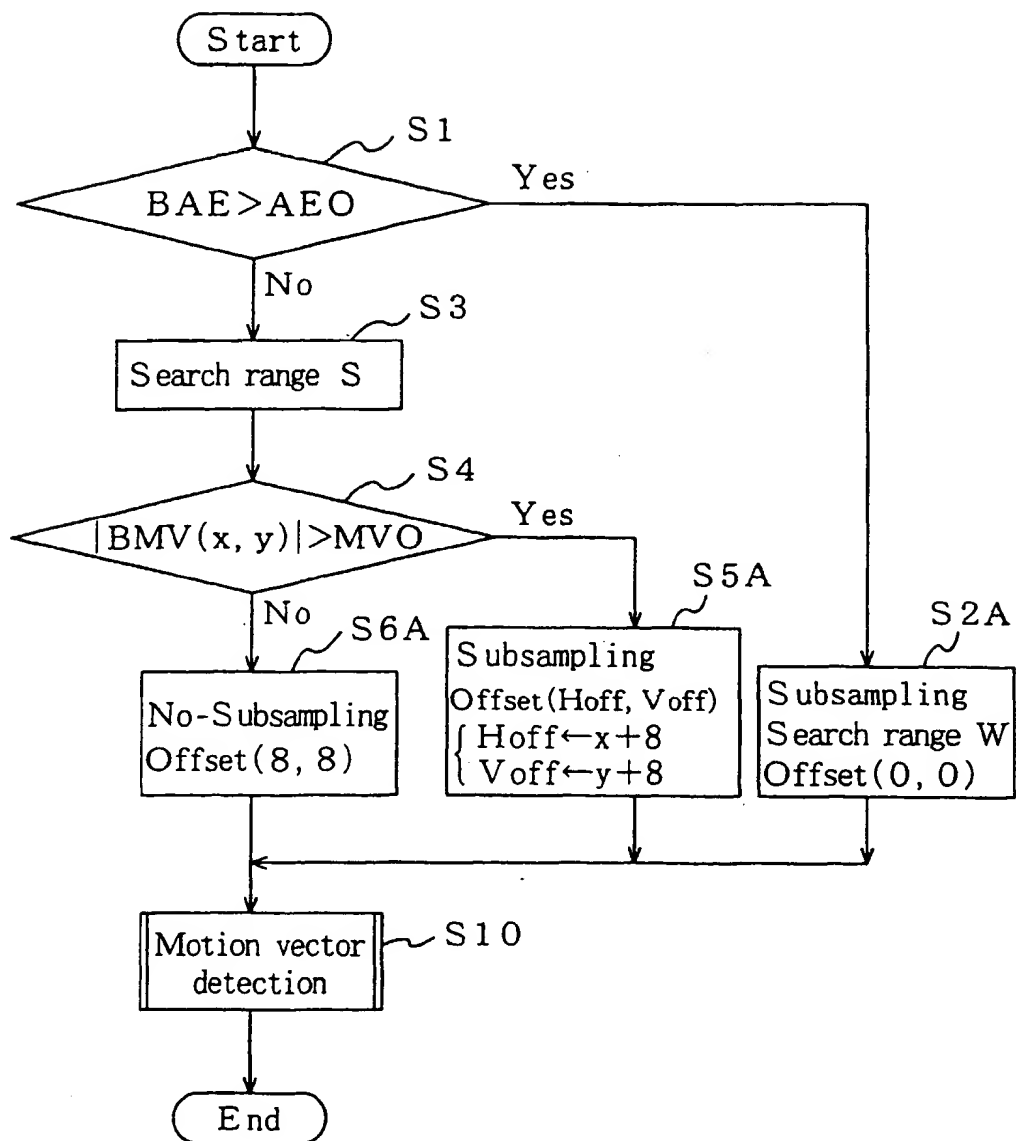 Start
S1
BAE>AEO
Yes
No
S3
Search range S
S4
|BMV(x, y)|>MVO
Yes
No
S6A
No-Subsampling
Offset(8, 8)
S5A
Subsampling
Offset(Hoff, Voff)
{ Hoff←x+8
Voff←y+8
S2A
Subsampling
Search range W
Offset(0, 0)
Motion vector
detection
S10
End